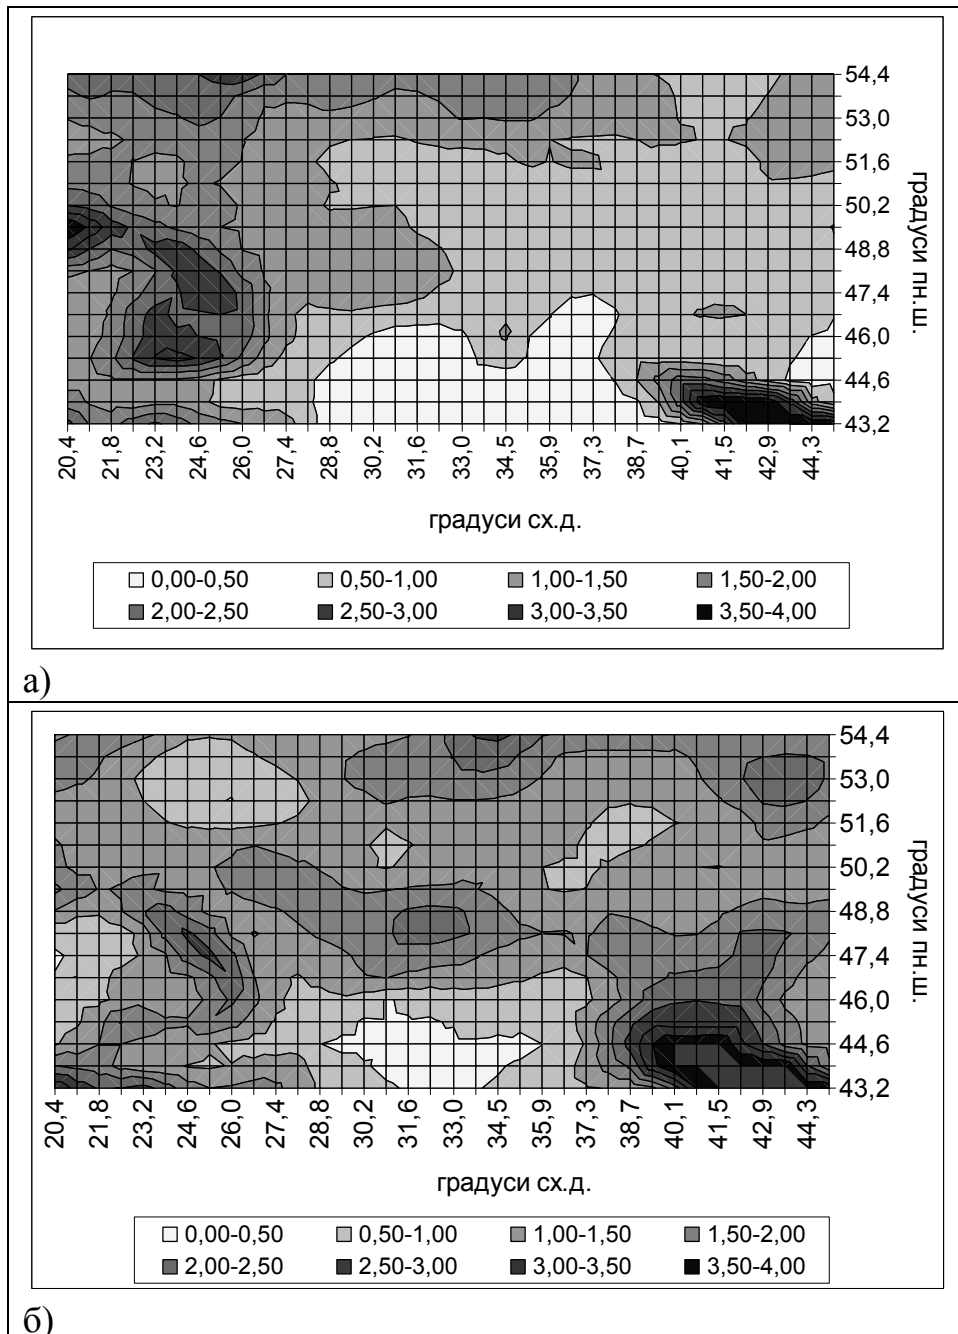 54,4
53,0
51,6
50,2
48,8
47,4
46,0
44,6
43,2
градуси пн.ш.
20,4 21,8 23,2 24,6 26,0 27,4 28,8 30,2 31,6 33,0 34,5 35,9 37,3 38,7 40,1 41,5 42,9 44,3
градуси сх.д.
0,00-0,50 0,50-1,00 1,00-1,50 1,50-2,00
2,00-2,50 2,50-3,00 3,00-3,50 3,50-4,00
а)
54,4
53,0
51,6
50,2
48,8
47,4
46,0
44,6
43,2
градуси пн.ш.
20,4 21,8 23,2 24,6 26,0 27,4 28,8 30,2 31,6 33,0 34,5 35,9 37,3 38,7 40,1 41,5 42,9 44,3
градуси сх.д.
0,00-0,50 0,50-1,00 1,00-1,50 1,50-2,00
2,00-2,50 2,50-3,00 3,00-3,50 3,50-4,00
б)